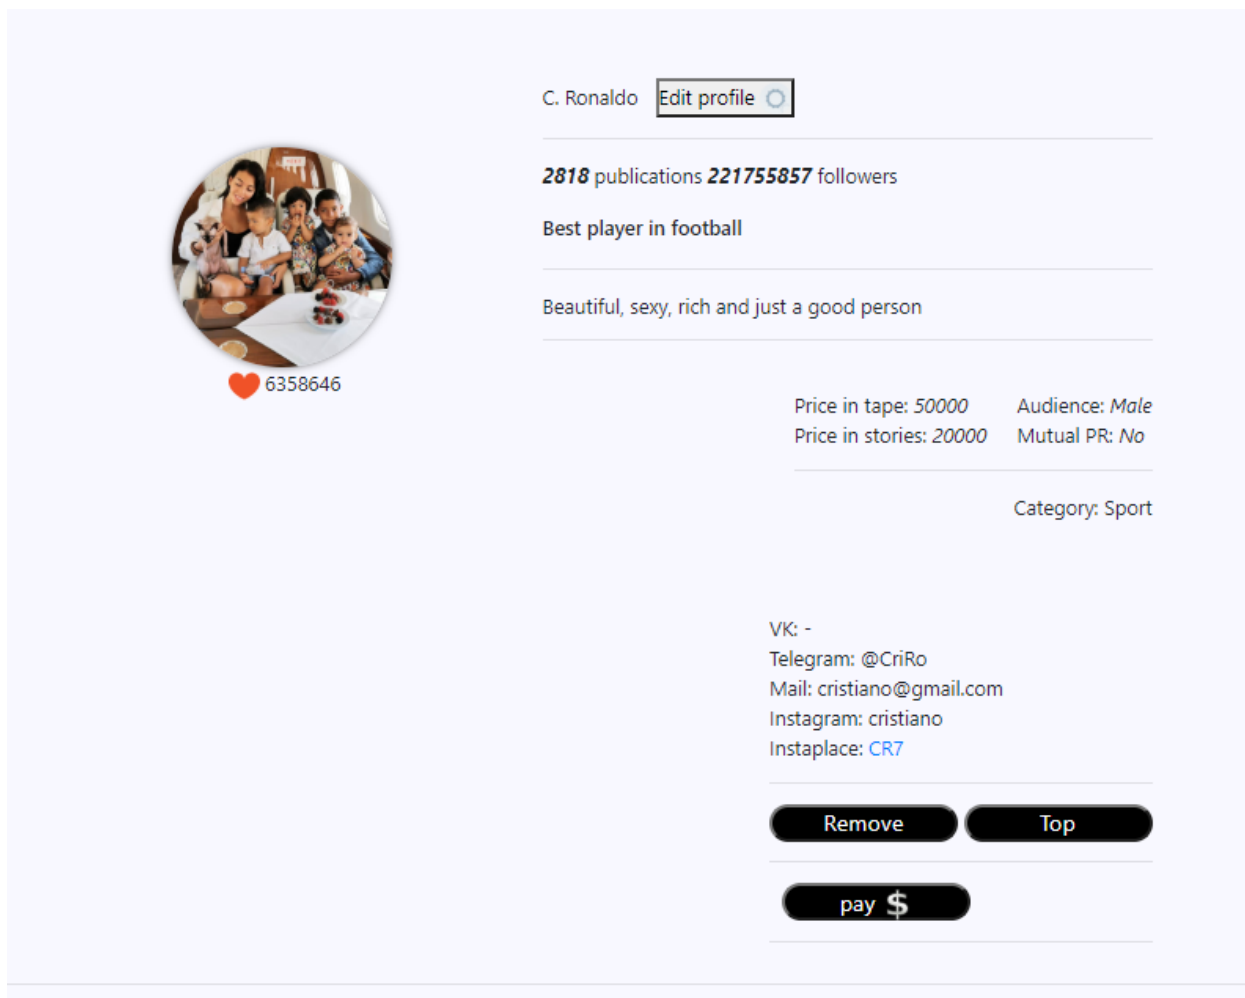 C. Ronaldo Edit profile
2818 publications 221755857 followers
Best player in football
Beautiful, sexy, rich and just a good person
6358646
Price in tape: 50000 Audience: Male
Price in stories: 20000 Mutual PR: No
Category: Sport
VK: -
Telegram: @CriRo
Mail: cristiano@gmail.com
Instagram: cristiano
Instaplace: CR7
Remove Top
pay $